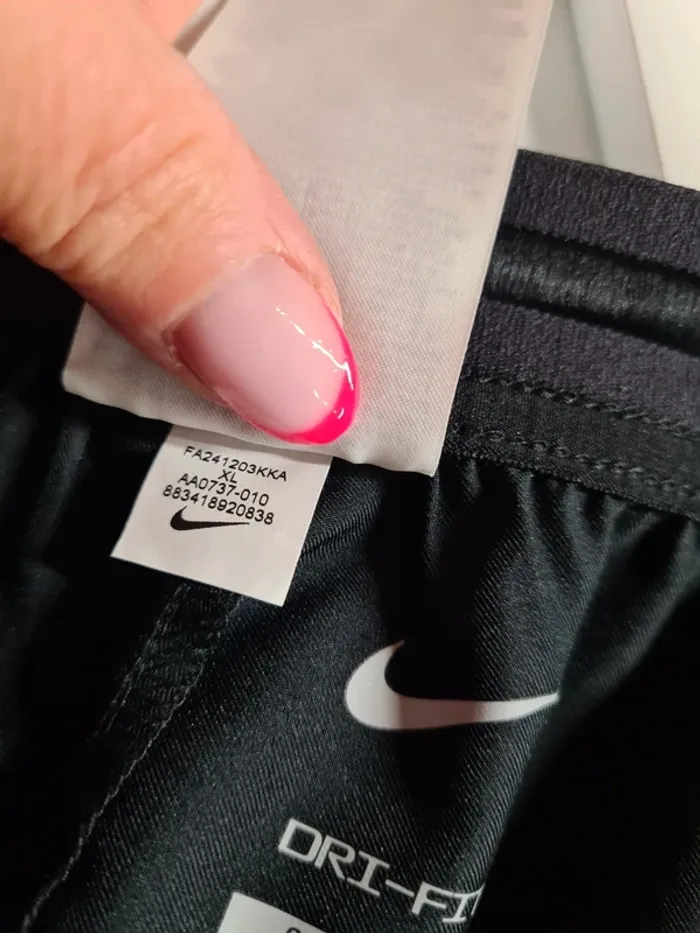 FA241203KKA
XL
AA0737-010
883418920838
DRI-FI